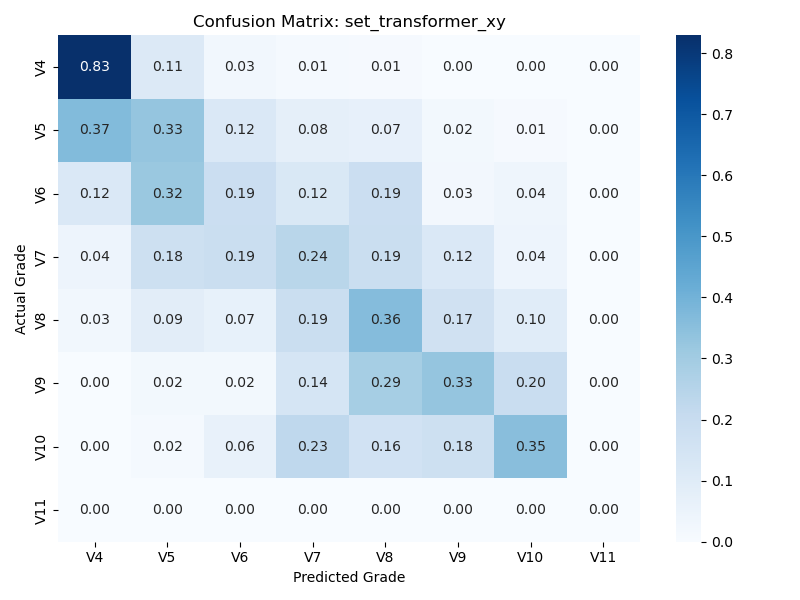 Confusion Matrix: set_transformer_xy
V4 0.83 0.11 0.03 0.01 0.01 0.00 0.00 0.00
V5 0.37 0.33 0.12 0.08 0.07 0.02 0.01 0.00
V6 0.12 0.32 0.19 0.12 0.19 0.03 0.04 0.00
V7 0.04 0.18 0.19 0.24 0.19 0.12 0.04 0.00
V8 0.03 0.09 0.07 0.19 0.36 0.17 0.10 0.00
V9 0.00 0.02 0.02 0.14 0.29 0.33 0.20 0.00
V10 0.00 0.02 0.06 0.23 0.16 0.18 0.35 0.00
V11 0.00 0.00 0.00 0.00 0.00 0.00 0.00 0.00
V4 V5 V6 V7 V8 V9 V10 V11
Predicted Grade
Actual Grade
0.8
0.7
0.6
0.5
0.4
0.3
0.2
0.1
0.0